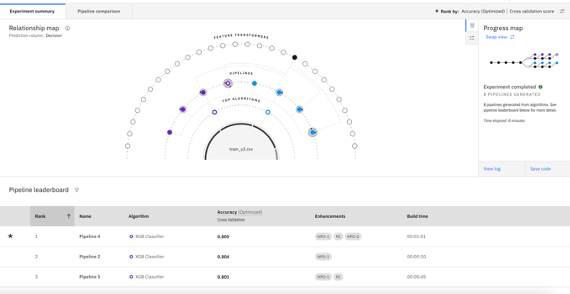 Experiment summary
Pipeline comparison
Rank by: Accuracy (Optimized) | Cross validation score
Relationship map
Prediction column: Decision
FEATURE TRANSFORMERS
PIPELINES
TOP ALGORITHMS
train_v3.csv
Progress map
Swap view
Experiment completed
8 PIPELINES GENERATED
8 pipelines generated from algorithms. See pipeline leaderboard below for more detail.
Time elapsed: 8 minutes
View log
Save code
Pipeline leaderboard
Rank
Name
Algorithm
Accuracy (Optimized)
Cross Validation
Enhancements
Build time
1
Pipeline 4
XGB Classifier
0.805
HPO-1
FE
HPO-2
00:01:01
2
Pipeline 2
XGB Classifier
0.804
HPO-1
3
Pipeline 3
XGB Classifier
0.801
HPO-1
FE
00:00:45